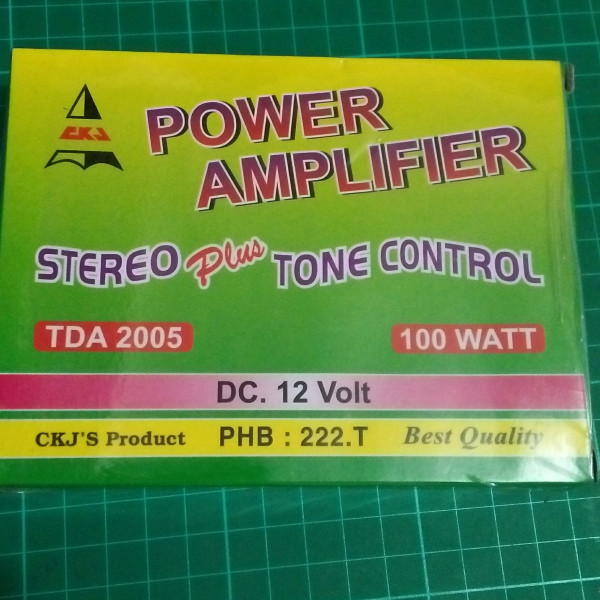 CKJ
POWER
AMPLIFIER
STEREO Plus TONE CONTROL
TDA 2005
100 WATT
DC. 12 Volt
CKJ'S Product PHB : 222.T Best Quality